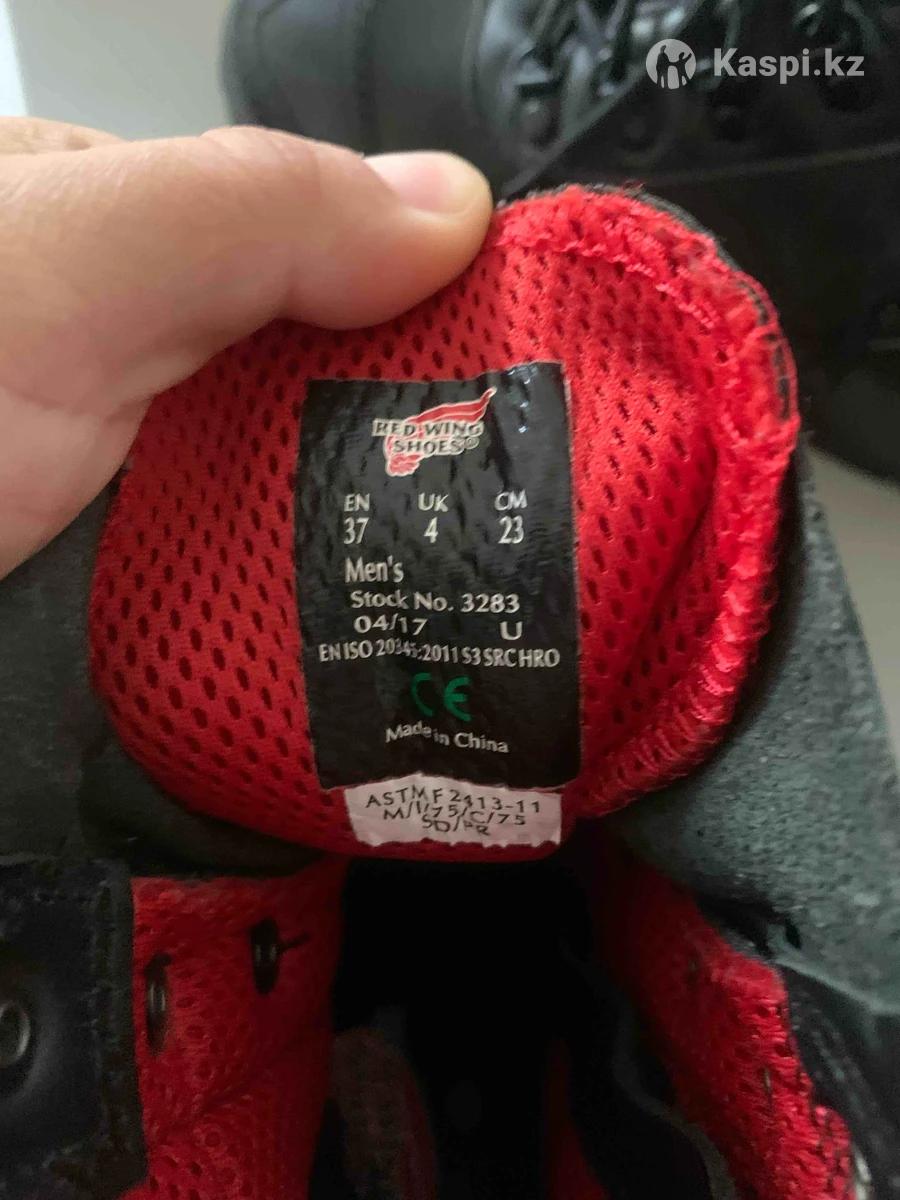 Kaspi.kz
RED WING
SHOES®
EN UK CM
37 4 23
Men's
Stock No. 3283
04/17 U
EN ISO 20345:2011 S3 SRC HRO
CE
Made in China
ASTM F 2413-11
M/I/75/C/75
SD/PR